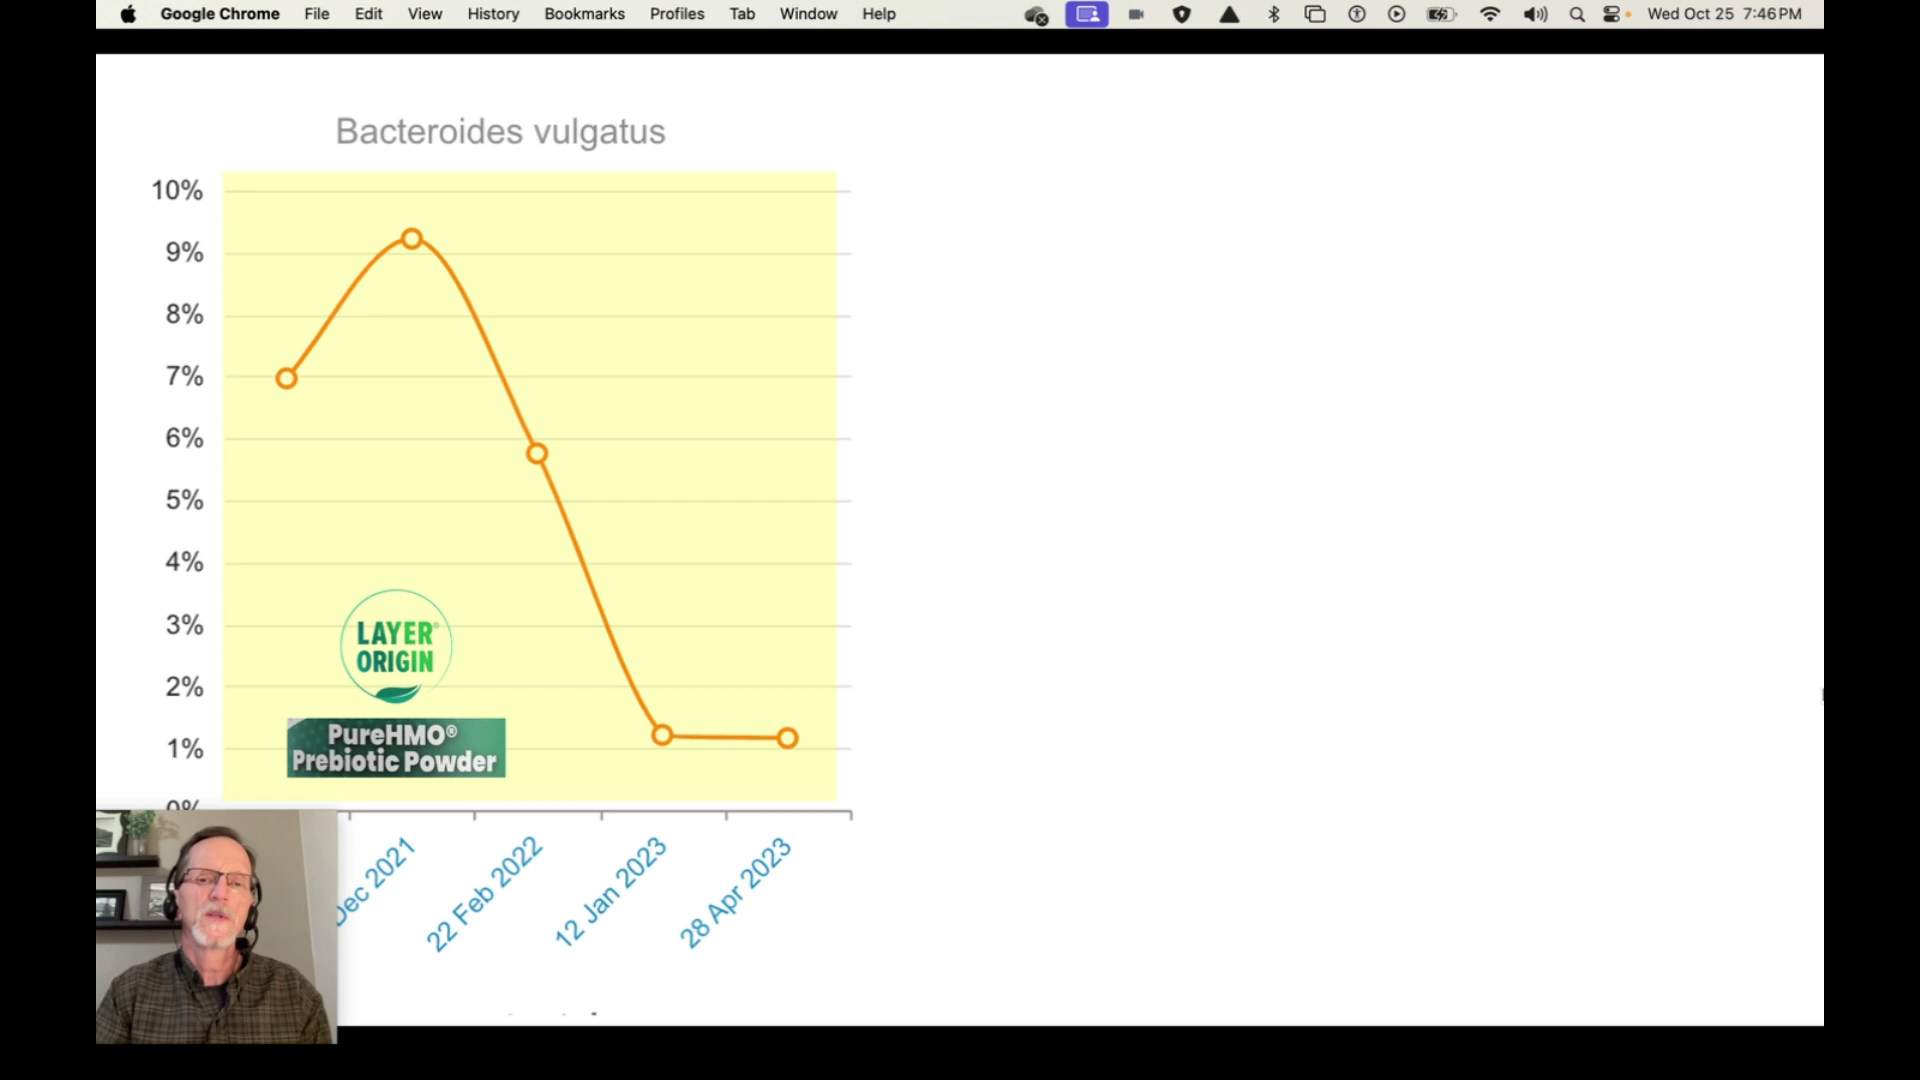 Google Chrome File Edit View History Bookmarks Profiles Tab Window Help Wed Oct 25 7:46 PM
Bacteroides vulgatus
10%
9%
8%
7%
6%
5%
4%
3%
2%
1%
0%
LAYER®
ORIGIN
PureHMO®
Prebiotic Powder
Dec 2021
22 Feb 2022
12 Jan 2023
28 Apr 2023